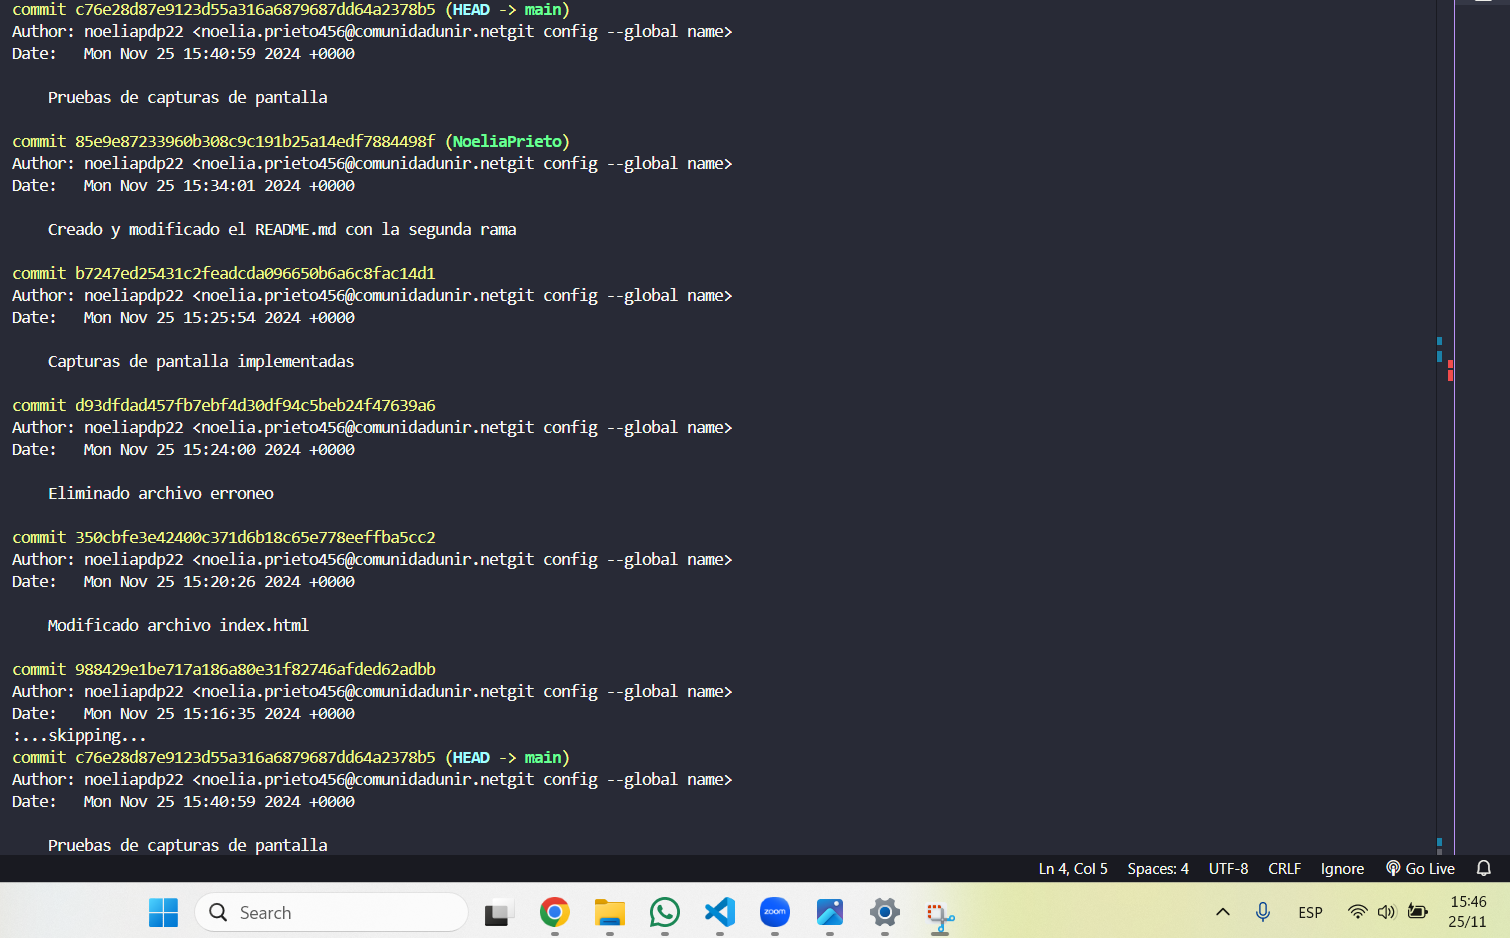 commit c76e28d87e9123d55a316a6879687dd64a2378b5 (HEAD -> main)
Author: noeliapdp22 <noelia.prieto456@comunidadunir.netgit config --global name>
Date:   Mon Nov 25 15:40:59 2024 +0000
Pruebas de capturas de pantalla
commit 85e9e87233960b308c9c191b25a14edf7884498f (NoeliaPrieto)
Author: noeliapdp22 <noelia.prieto456@comunidadunir.netgit config --global name>
Date:   Mon Nov 25 15:34:01 2024 +0000
Creado y modificado el README.md con la segunda rama
commit b7247ed25431c2feadcda096650b6a6c8fac14d1
Author: noeliapdp22 <noelia.prieto456@comunidadunir.netgit config --global name>
Date:   Mon Nov 25 15:25:54 2024 +0000
Capturas de pantalla implementadas
commit d93dfdad457fb7ebf4d30df94c5beb24f47639a6
Author: noeliapdp22 <noelia.prieto456@comunidadunir.netgit config --global name>
Date:   Mon Nov 25 15:24:00 2024 +0000
Eliminado archivo erroneo
commit 350cbfe3e42400c371d6b18c65e778eeffba5cc2
Author: noeliapdp22 <noelia.prieto456@comunidadunir.netgit config --global name>
Date:   Mon Nov 25 15:20:26 2024 +0000
Modificado archivo index.html
commit 988429e1be717a186a80e31f82746afded62adbb
Author: noeliapdp22 <noelia.prieto456@comunidadunir.netgit config --global name>
Date:   Mon Nov 25 15:16:35 2024 +0000
:...skipping...
commit c76e28d87e9123d55a316a6879687dd64a2378b5 (HEAD -> main)
Author: noeliapdp22 <noelia.prieto456@comunidadunir.netgit config --global name>
Date:   Mon Nov 25 15:40:59 2024 +0000
Pruebas de capturas de pantalla
Ln 4, Col 5 Spaces: 4 UTF-8 CRLF Ignore Go Live
Search zoom ESP 15:46
25/11